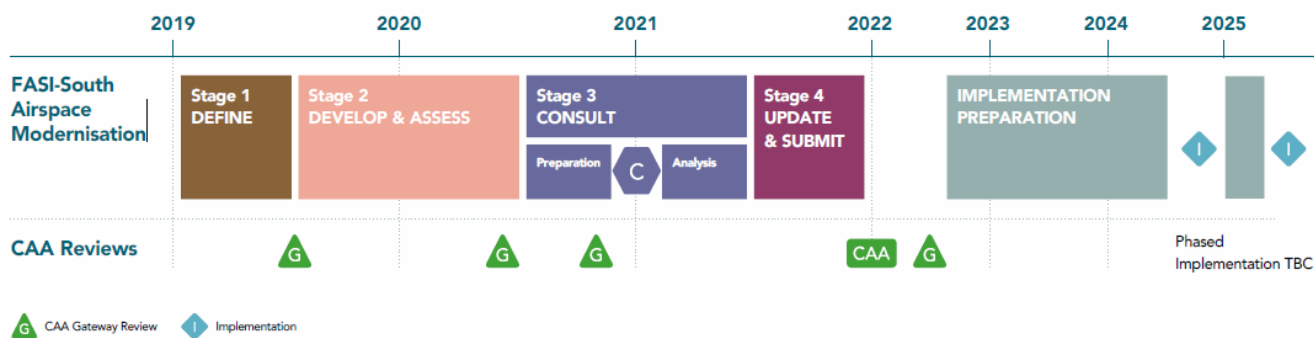 2019 2020 2021 2022 2023 2024 2025
FASI-South
Airspace
Modernisation
Stage 1
DEFINE
Stage 2
DEVELOP & ASSESS
Stage 3
CONSULT
Preparation
C
Analysis
Stage 4
UPDATE
& SUBMIT
IMPLEMENTATION
PREPARATION
I
I
CAA Reviews
G
G
G
CAA
G
Phased
Implementation TBC
G CAA Gateway Review
I Implementation